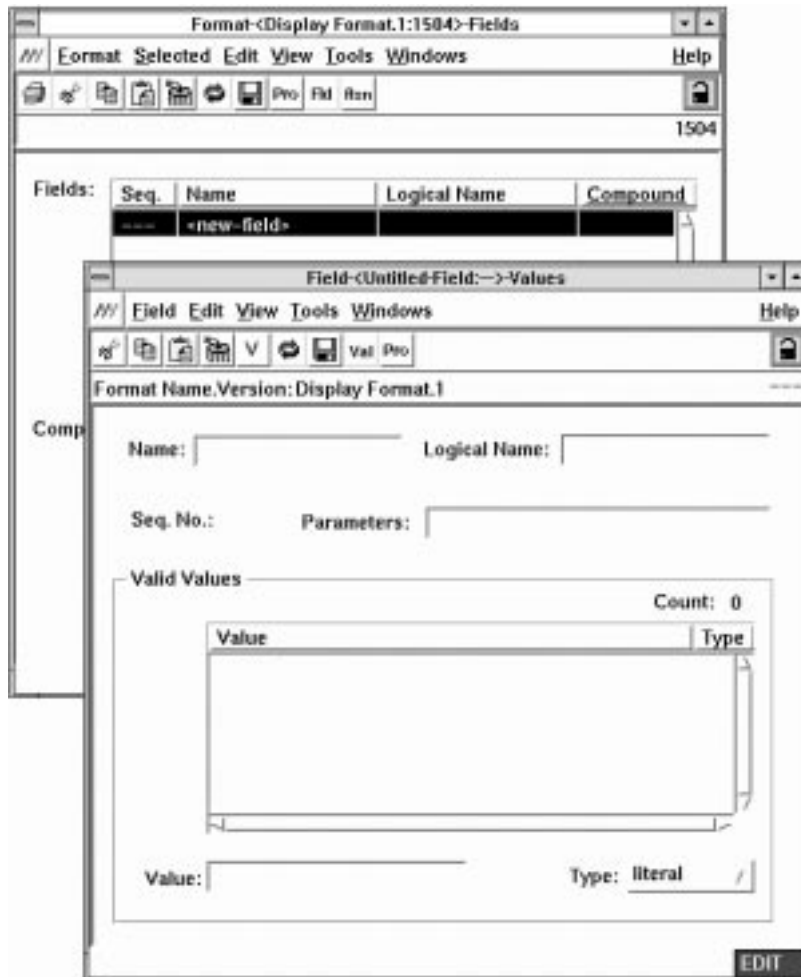 Format-<Display Format.1:1504>-Fields
Format Selected Edit View Tools Windows Help
Pro Fld Rsn
1504
Fields:
Seq. Name Logical Name Compound
--- <new-field>
Comp
Field-<Untitled-Field:-->-Values
Field Edit View Tools Windows Help
V Val Pro
Format Name.Version: Display Format.1 ---
Name: Logical Name:
Seq. No.: Parameters:
Valid Values
Count: 0
Value Type
Value: Type: literal
EDIT